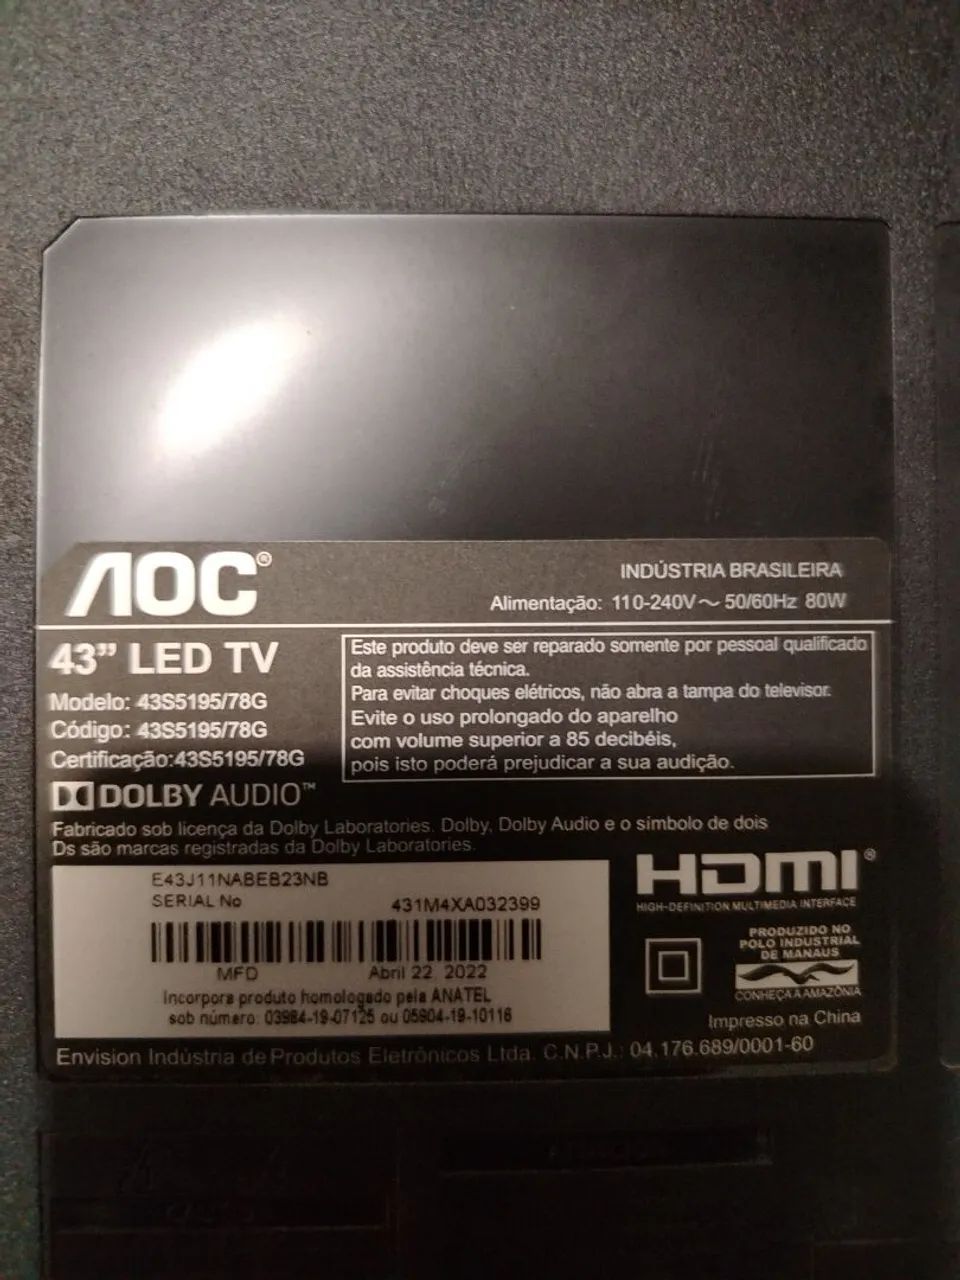 AOC®
INDÚSTRIA BRASILEIRA
Alimentação: 110-240V～ 50/60Hz 80W
43” LED TV
Modelo: 43S5195/78G
Código: 43S5195/78G
Certificação:43S5195/78G
Este produto deve ser reparado somente por pessoal qualificado
da assistência técnica.
Para evitar choques elétricos, não abra a tampa do televisor.
Evite o uso prolongado do aparelho
com volume superior a 85 decibéis,
pois isto poderá prejudicar a sua audição.
DOLBY AUDIO™
Fabricado sob licença da Dolby Laboratories. Dolby, Dolby Audio e o símbolo de dois
Ds são marcas registradas da Dolby Laboratories.
E43J11NABEB23NB
SERIAL No 431M4XA032399
MFD Abril 22, 2022
Incorpora produto homologado pela ANATEL
sob número: 03984-19-07125 ou 05904-19-10116
HDMI®
HIGH-DEFINITION MULTIMEDIA INTERFACE
PRODUZIDO NO
POLO INDUSTRIAL
DE MANAUS
CONHEÇA A AMAZÔNIA
Impresso na China
Envision Indústria de Produtos Eletrônicos Ltda. C.N.P.J.: 04.176.689/0001-60